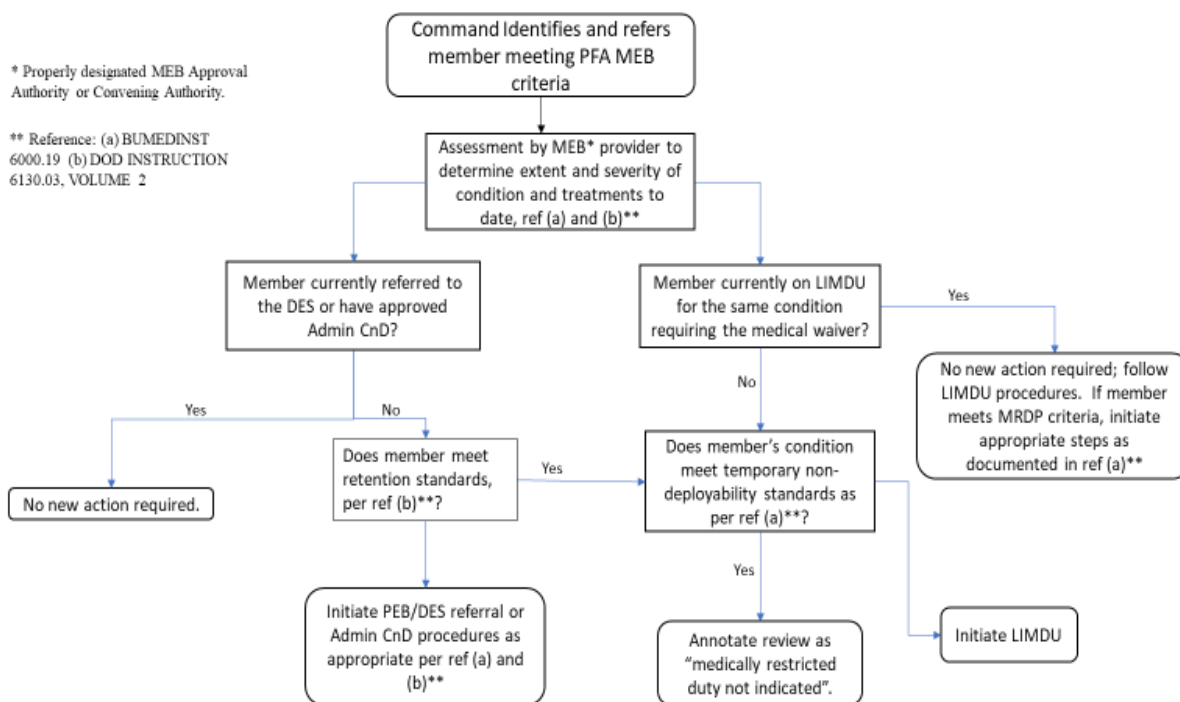 Command Identifies and refers
member meeting PFA MEB
criteria
* Properly designated MEB Approval
Authority or Convening Authority.
** Reference: (a) BUMEDINST
6000.19 (b) DOD INSTRUCTION
6130.03, VOLUME 2
Assessment by MEB* provider to
determine extent and severity of
condition and treatments to
date, ref (a) and (b)**
Member currently referred to
the DES or have approved
Admin CnD?
Member currently on LIMDU
for the same condition
requiring the medical waiver?
Yes
No new action required; follow
LIMDU procedures. If member
meets MRDP criteria, initiate
appropriate steps as
documented in ref (a)**
No
Yes
No
No new action required.
Does member meet
retention standards,
per ref (b)**?
Yes
Does member's condition
meet temporary non-
deployability standards as
per ref (a)**?
Yes
Initiate PEB/DES referral or
Admin CnD procedures as
appropriate per ref (a) and
(b)**
Annotate review as
“medically restricted
duty not indicated”.
Initiate LIMDU